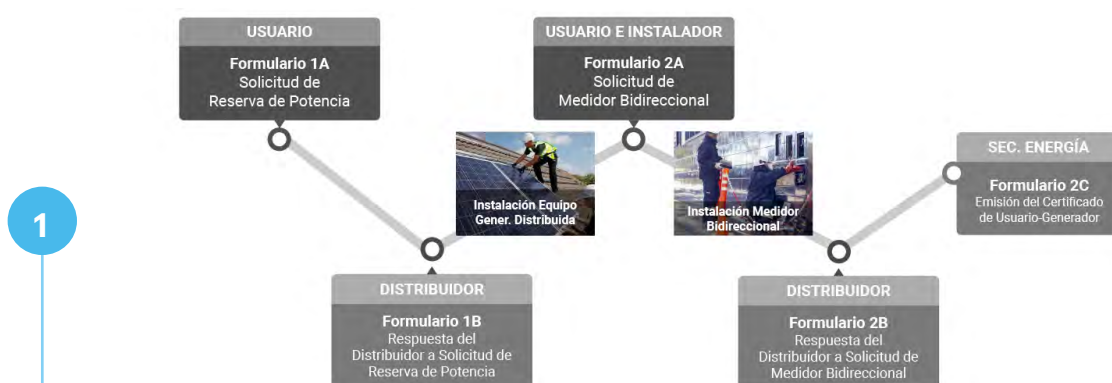 USUARIO
Formulario 1A
Solicitud de
Reserva de Potencia
USUARIO E INSTALADOR
Formulario 2A
Solicitud de
Medidor Bidireccional
SEC. ENERGÍA
Formulario 2C
Emisión del Certificado
de Usuario-Generador
Instalación Equipo
Gener. Distribuida
Instalación Medidor
Bidireccional
1
DISTRIBUIDOR
Formulario 1B
Respuesta del
Distribuidor a Solicitud de
Reserva de Potencia
DISTRIBUIDOR
Formulario 2B
Respuesta del
Distribuidor a Solicitud de
Medidor Bidireccional